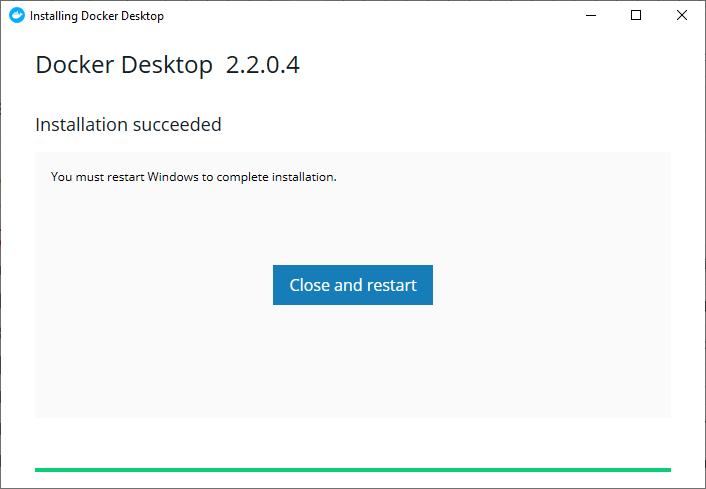 Installing Docker Desktop
Docker Desktop 2.2.0.4
Installation succeeded
You must restart Windows to complete installation.
Close and restart